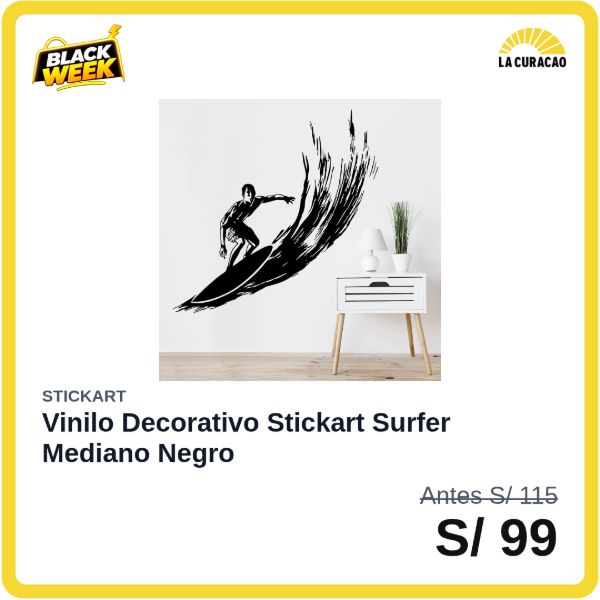 BLACK
WEEK
LA CURACAO
STICKART
Vinilo Decorativo Stickart Surfer
Mediano Negro
Antes S/ 115
S/ 99